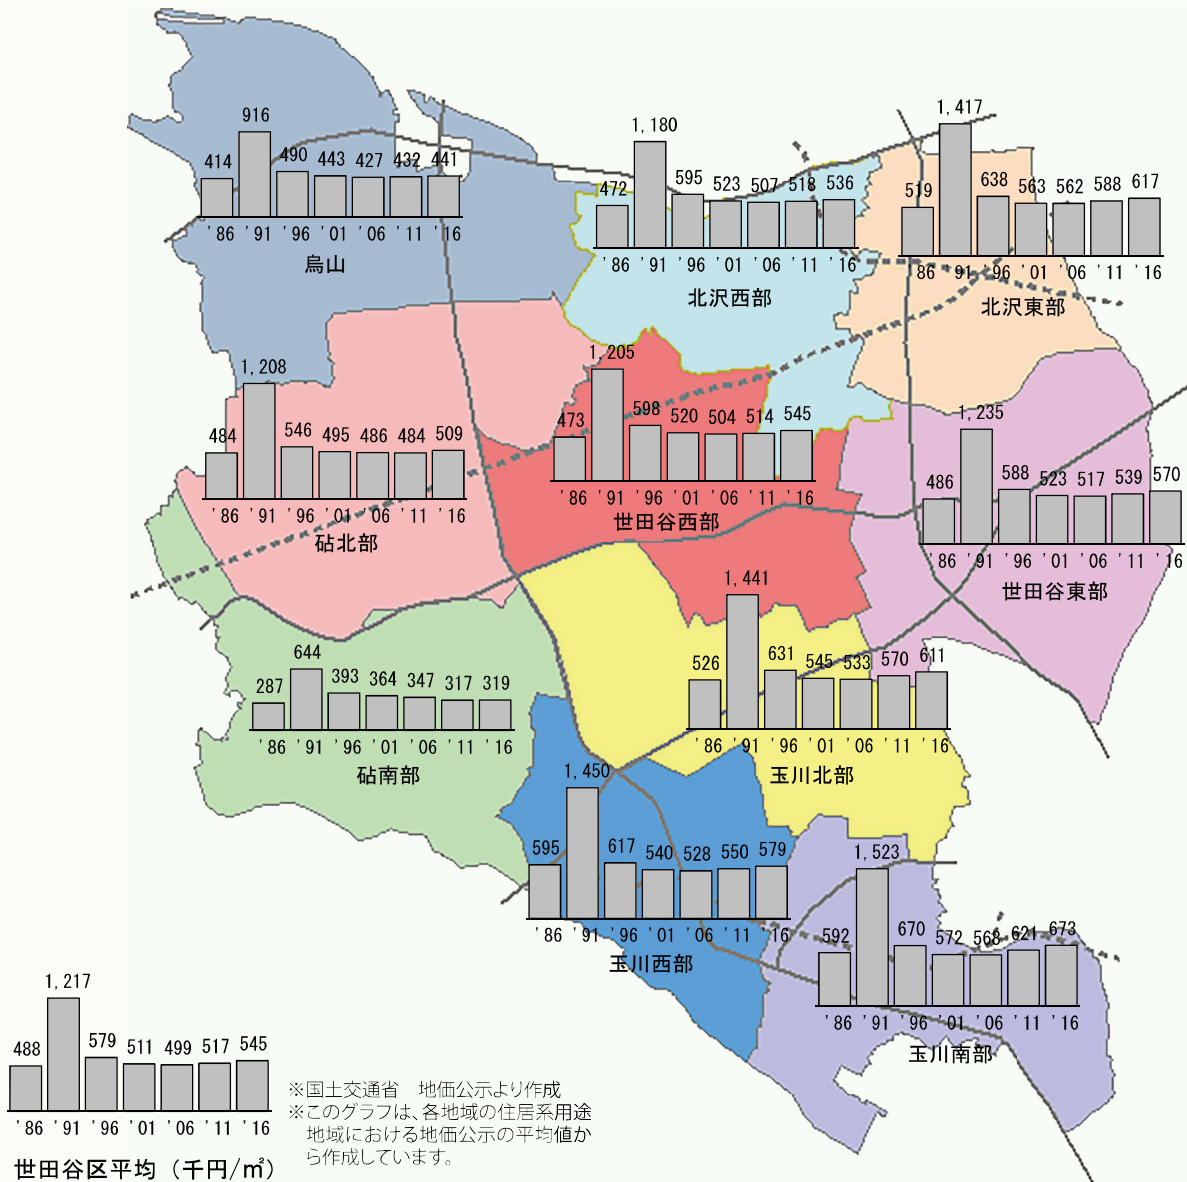 916
414 490 443 427 432 441
' 86 ' 91 ' 96 ' 01 ' 06 ' 11 ' 16
烏山
1,180
472 595 523 507 518 536
' 86 ' 91 ' 96 ' 01 ' 06 ' 11 ' 16
北沢西部
1,417
519 638 563 562 588 617
' 86 ' 91 ' 96 ' 01 ' 06 ' 11 ' 16
北沢東部
1,208
484 546 495 486 484 509
' 86 ' 91 ' 96 ' 01 ' 06 ' 11 ' 16
砧北部
1,205
473 598 520 504 514 545
' 86 ' 91 ' 96 ' 01 ' 06 ' 11 ' 16
世田谷西部
1,235
486 588 523 517 539 570
' 86 ' 91 ' 96 ' 01 ' 06 ' 11 ' 16
世田谷東部
644
287 393 364 347 317 319
' 86 ' 91 ' 96 ' 01 ' 06 ' 11 ' 16
砧南部
1,441
526 631 545 533 570 611
' 86 ' 91 ' 96 ' 01 ' 06 ' 11 ' 16
玉川北部
1,450
595 617 540 528 550 579
' 86 ' 91 ' 96 ' 01 ' 06 ' 11 ' 16
玉川西部
1,523
592 670 572 568 621 673
' 86 ' 91 ' 96 ' 01 ' 06 ' 11 ' 16
玉川南部
1,217
488 579 511 499 517 545
' 86 ' 91 ' 96 ' 01 ' 06 ' 11 ' 16
世田谷区平均（千円/㎡）
※国土交通省　地価公示より作成
※このグラフは、各地域の住居系用途
地域における地価公示の平均値か
ら作成しています。